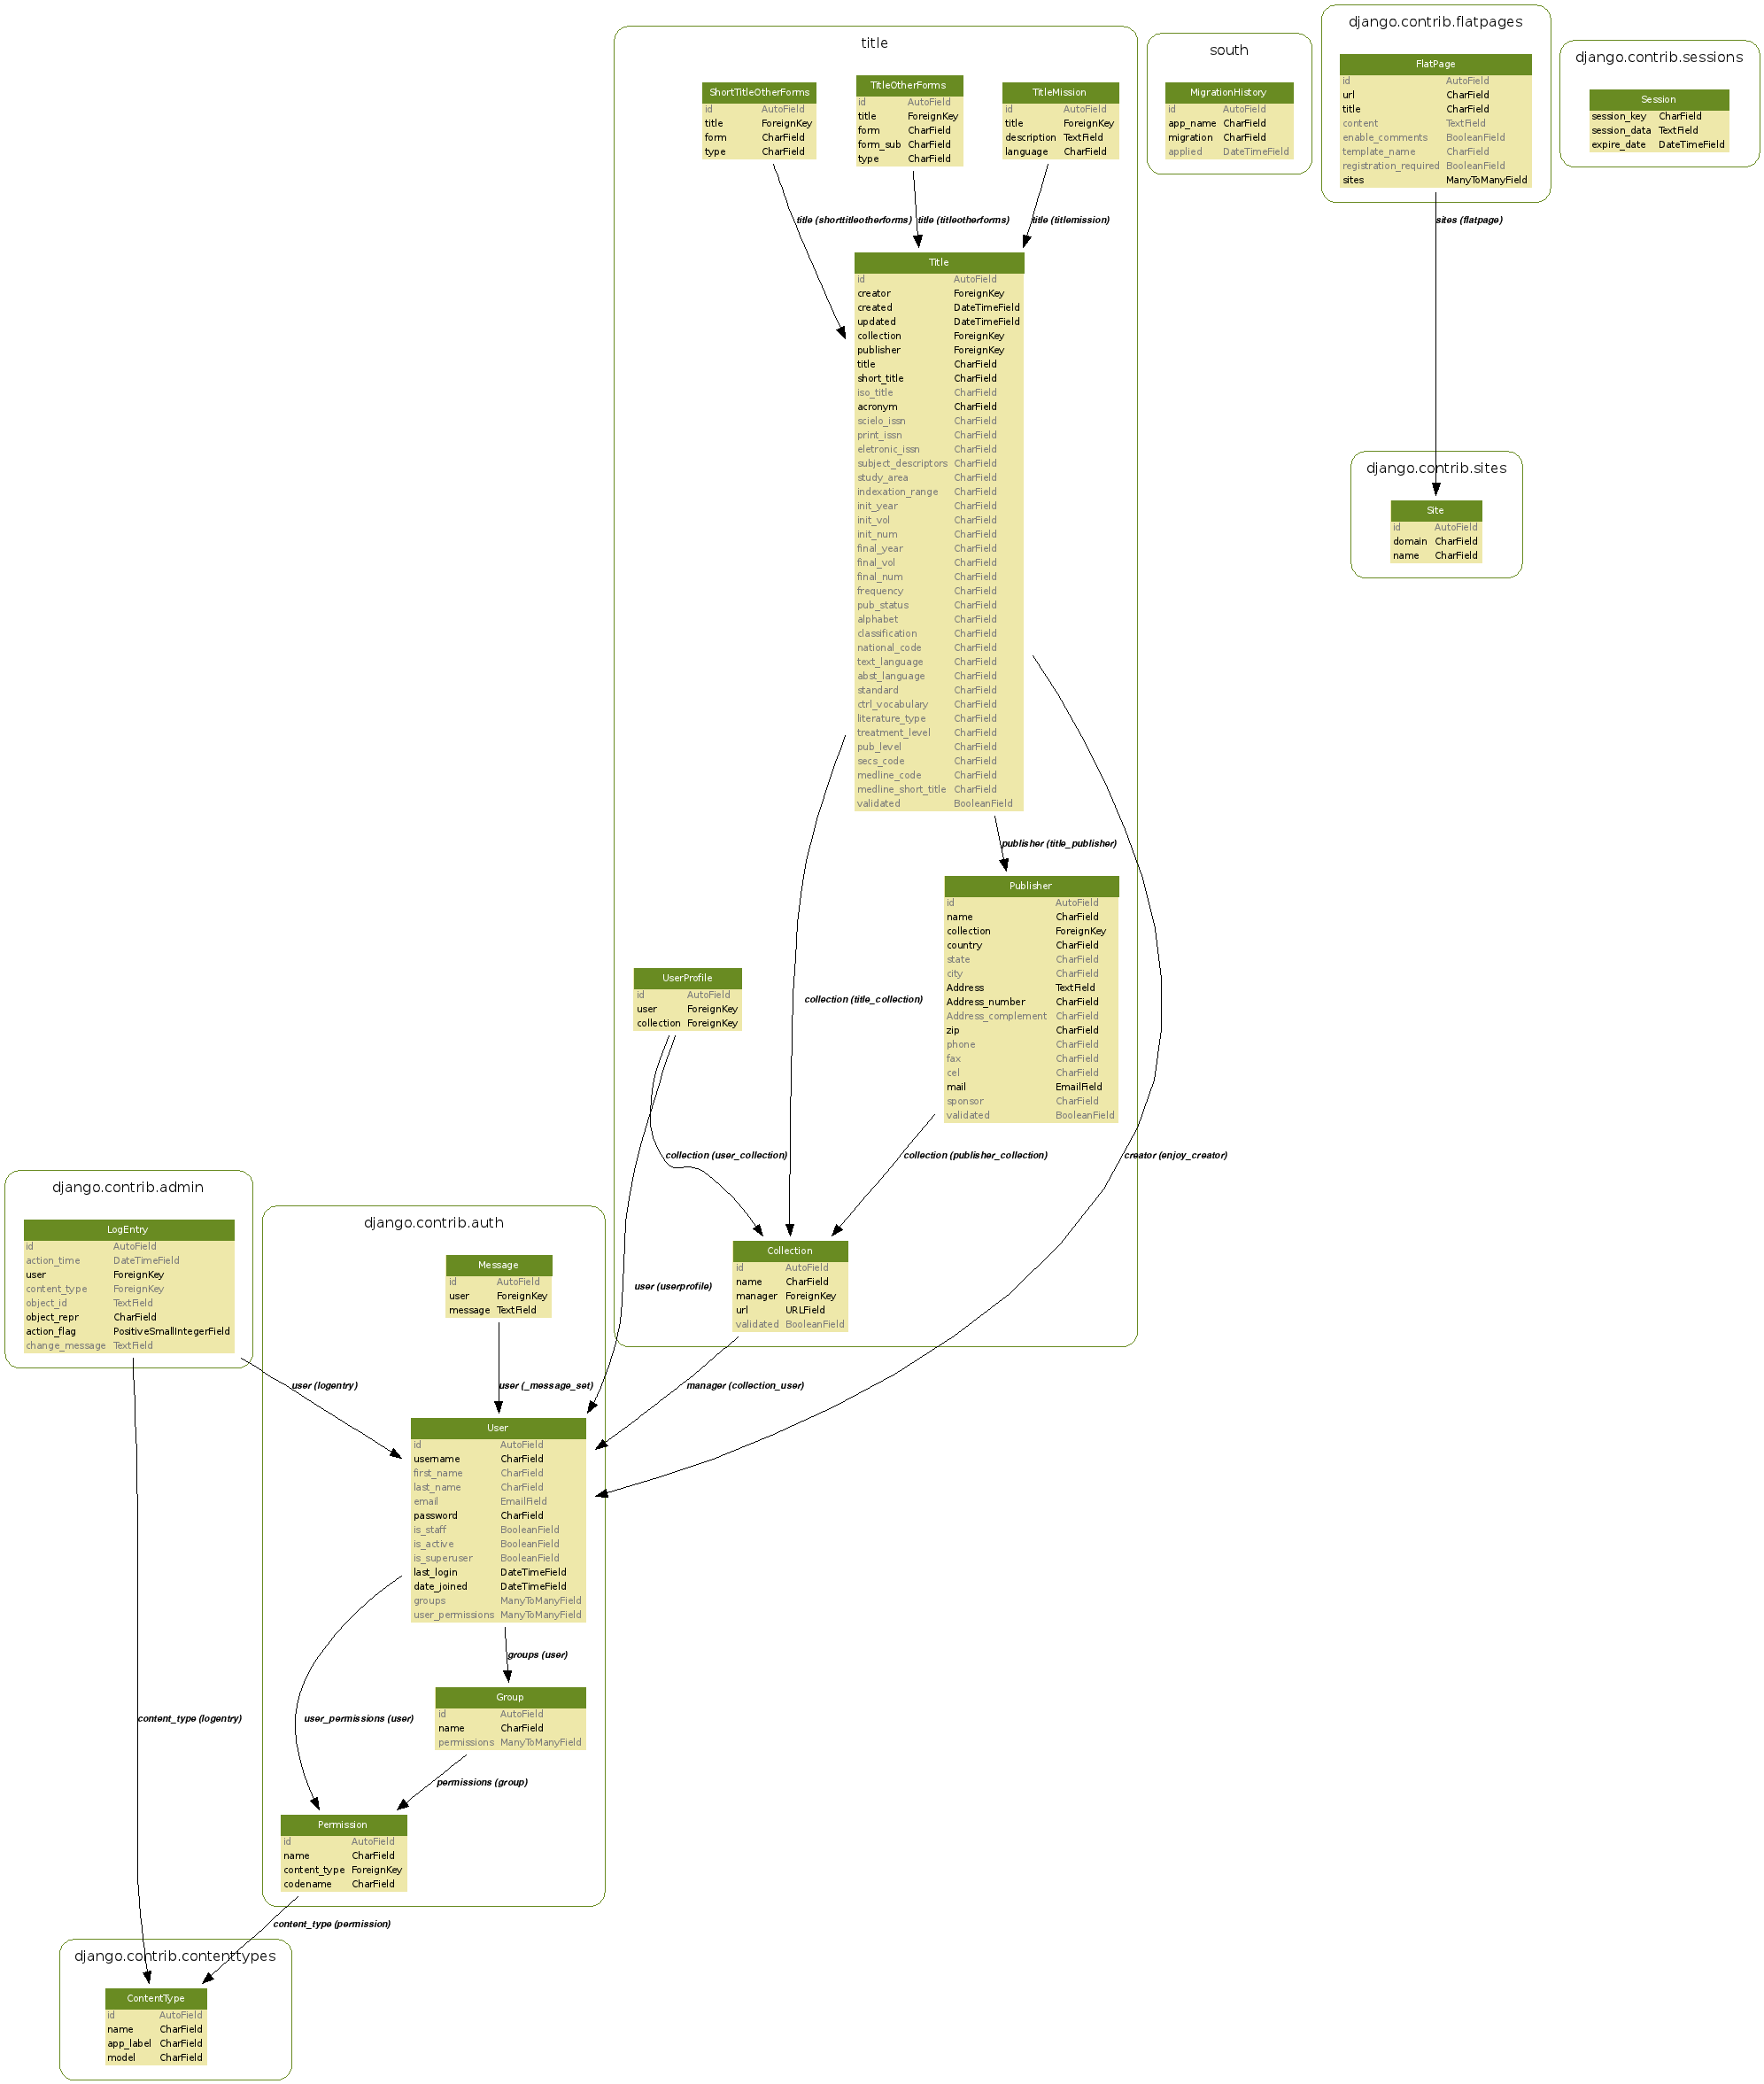 title
ShortTitleOtherForms
id AutoField
title ForeignKey
form CharField
type CharField
TitleOtherForms
id AutoField
title ForeignKey
form CharField
form_sub CharField
type CharField
TitleMission
id AutoField
title ForeignKey
description TextField
language CharField
title (shorttitleotherforms)
title (titleotherforms)
title (titlemission)
Title
id AutoField
creator ForeignKey
created DateTimeField
updated DateTimeField
collection ForeignKey
publisher ForeignKey
title CharField
short_title CharField
iso_title CharField
acronym CharField
scielo_issn CharField
print_issn CharField
eletronic_issn CharField
subject_descriptors CharField
study_area CharField
indexation_range CharField
init_year CharField
init_vol CharField
init_num CharField
final_year CharField
final_vol CharField
final_num CharField
frequency CharField
pub_status CharField
alphabet CharField
classification CharField
national_code CharField
text_language CharField
abst_language CharField
standard CharField
ctrl_vocabulary CharField
literature_type CharField
treatment_level CharField
pub_level CharField
secs_code CharField
medline_code CharField
medline_short_title CharField
validated BooleanField
publisher (title_publisher)
Publisher
id AutoField
name CharField
collection ForeignKey
country CharField
state CharField
city CharField
Address TextField
Address_number CharField
Address_complement CharField
zip CharField
phone CharField
fax CharField
cel CharField
mail EmailField
sponsor CharField
validated BooleanField
UserProfile
id AutoField
user ForeignKey
collection ForeignKey
collection (title_collection)
collection (user_collection)
collection (publisher_collection)
creator (enjoy_creator)
Collection
id AutoField
name CharField
manager ForeignKey
url URLField
validated BooleanField
user (userprofile)
manager (collection_user)
south
MigrationHistory
id AutoField
app_name CharField
migration CharField
applied DateTimeField
django.contrib.flatpages
FlatPage
id AutoField
url CharField
title CharField
content TextField
enable_comments BooleanField
template_name CharField
registration_required BooleanField
sites ManyToManyField
sites (flatpage)
django.contrib.sites
Site
id AutoField
domain CharField
name CharField
django.contrib.sessions
Session
session_key CharField
session_data TextField
expire_date DateTimeField
django.contrib.admin
LogEntry
id AutoField
action_time DateTimeField
user ForeignKey
content_type ForeignKey
object_id TextField
object_repr CharField
action_flag PositiveSmallIntegerField
change_message TextField
user (logentry)
content_type (logentry)
django.contrib.auth
Message
id AutoField
user ForeignKey
message TextField
user (_message_set)
User
id AutoField
username CharField
first_name CharField
last_name CharField
email EmailField
password CharField
is_staff BooleanField
is_active BooleanField
is_superuser BooleanField
last_login DateTimeField
date_joined DateTimeField
groups ManyToManyField
user_permissions ManyToManyField
groups (user)
user_permissions (user)
Group
id AutoField
name CharField
permissions ManyToManyField
permissions (group)
Permission
id AutoField
name CharField
content_type ForeignKey
codename CharField
content_type (permission)
django.contrib.contenttypes
ContentType
id AutoField
name CharField
app_label CharField
model CharField